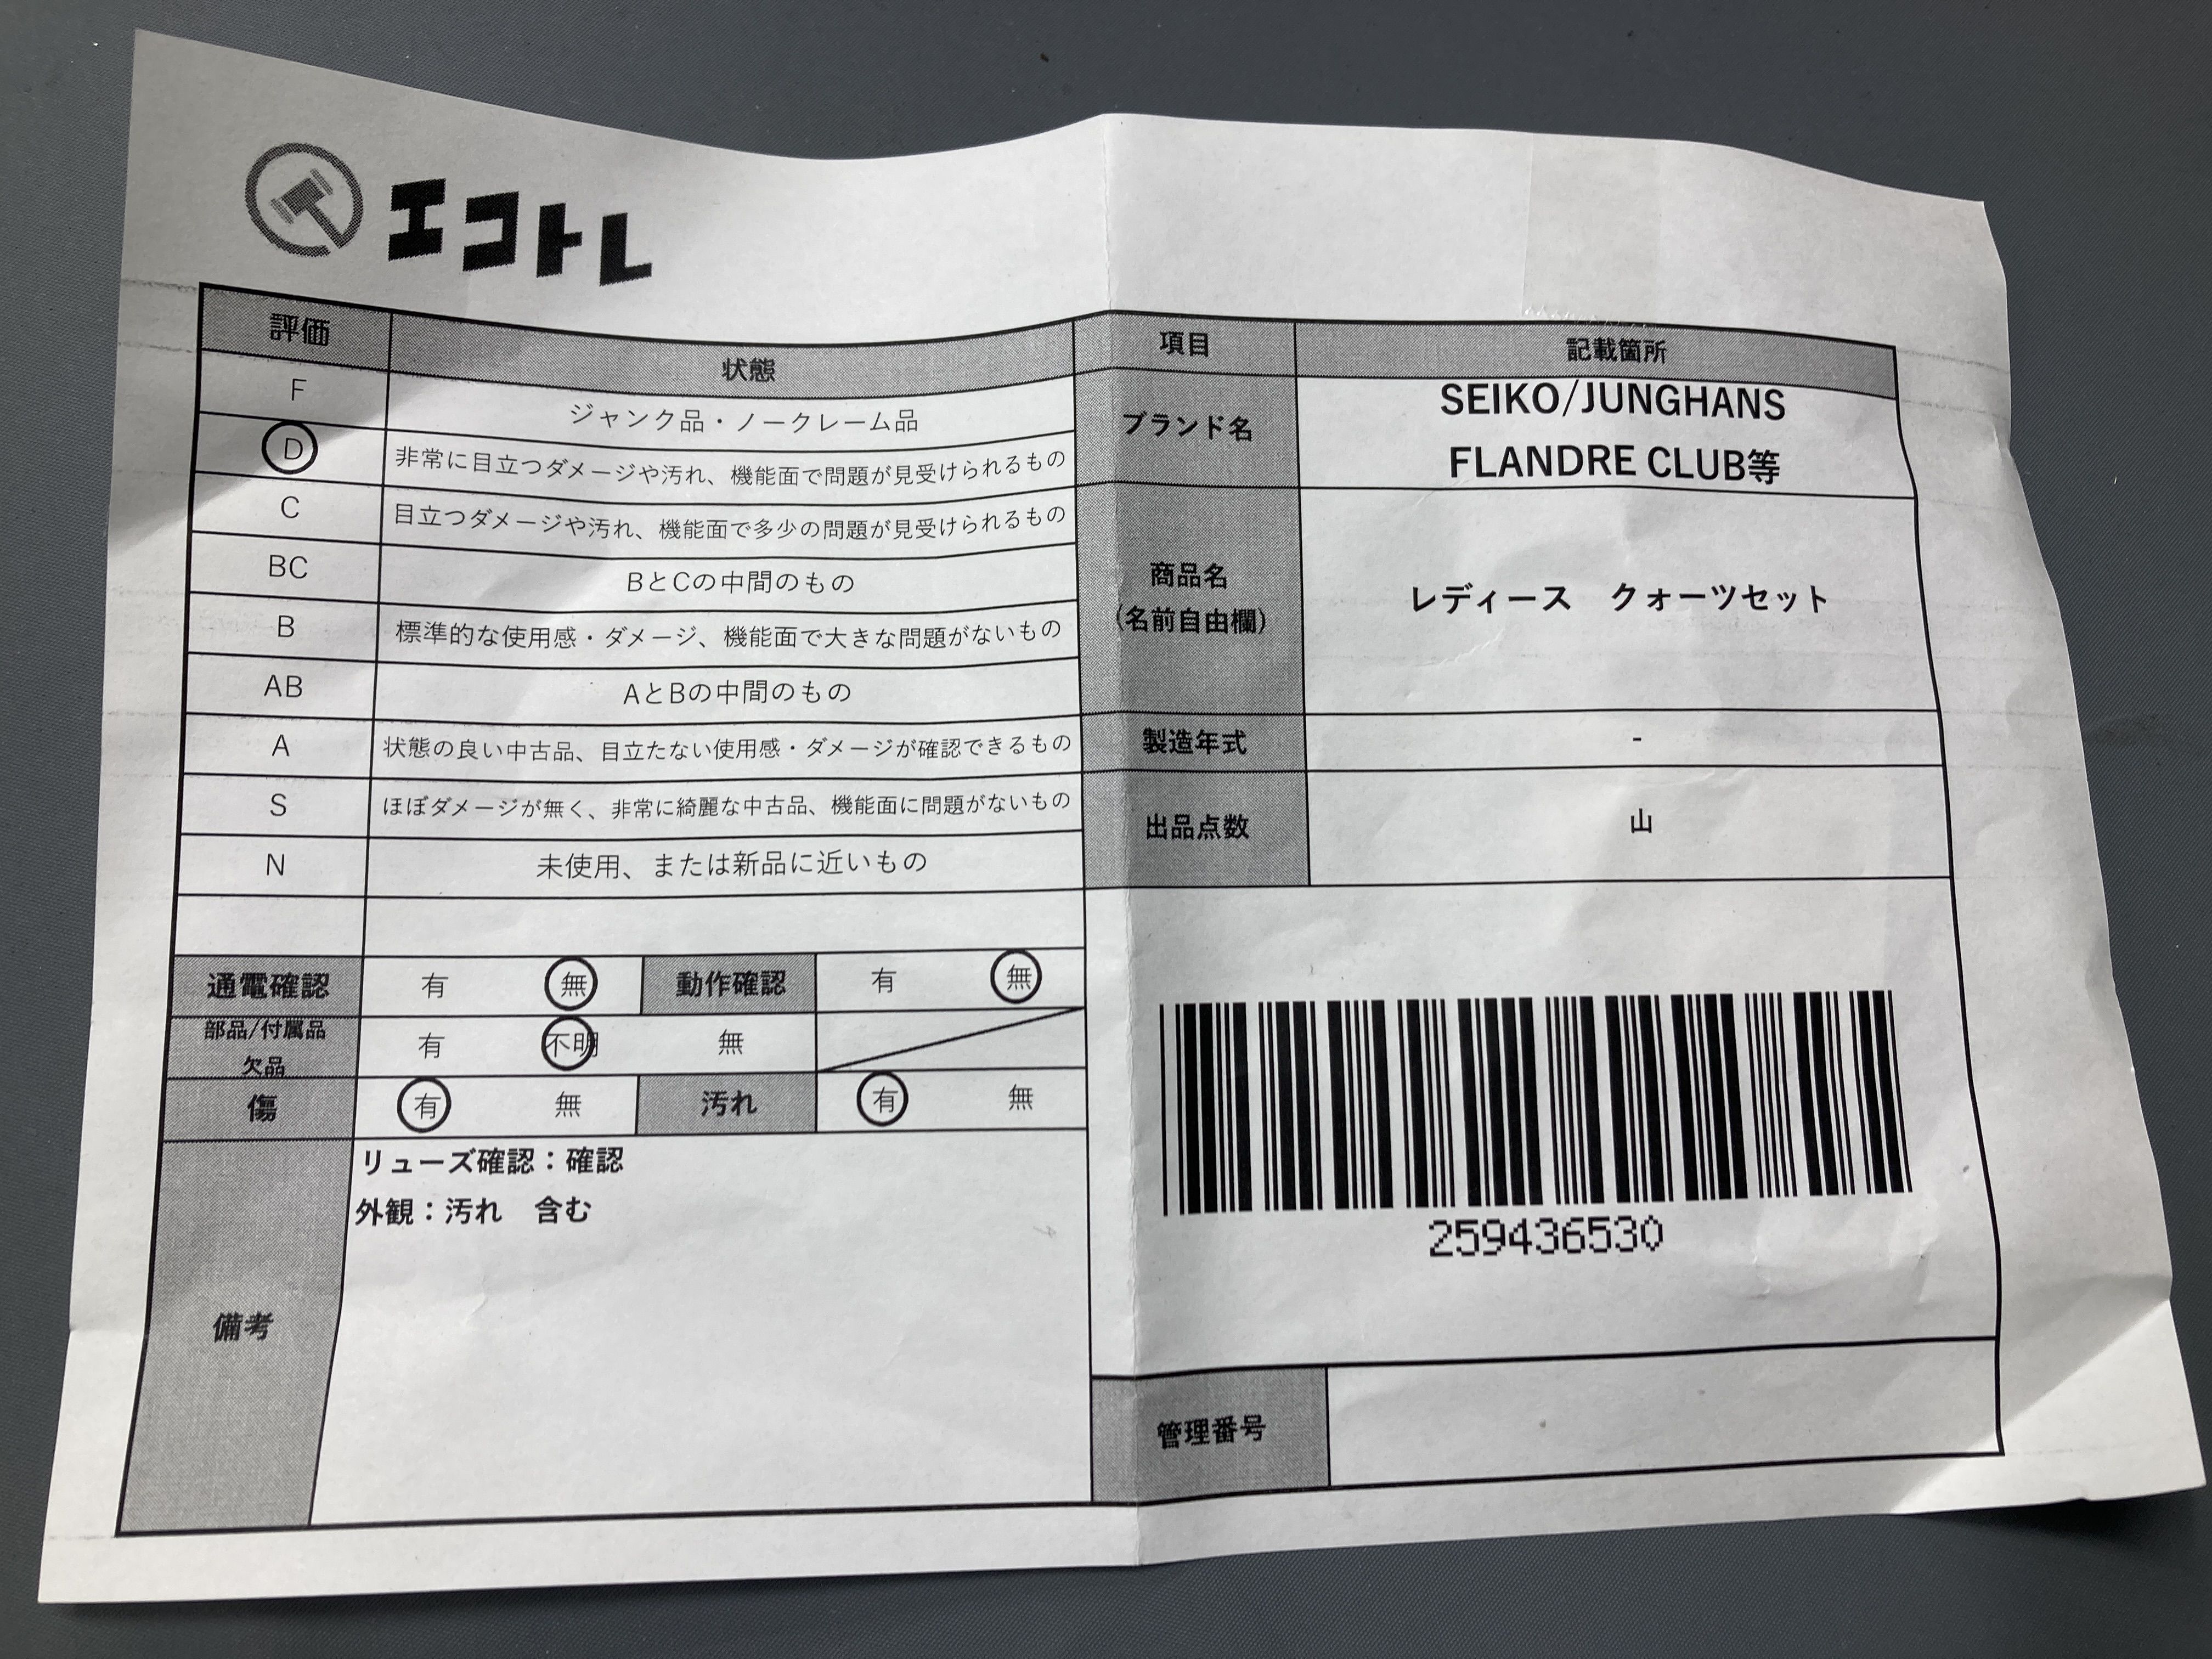 エコトレ
評価 状態
F ジャンク品・ノークレーム品
D 非常に目立つダメージや汚れ、機能面で問題が見受けられるもの
C 目立つダメージや汚れ、機能面で多少の問題が見受けられるもの
BC BとCの中間のもの
B 標準的な使用感・ダメージ、機能面で大きな問題がないもの
AB AとBの中間のもの
A 状態の良い中古品、目立たない使用感・ダメージが確認できるもの
S ほぼダメージが無く、非常に綺麗な中古品、機能面に問題がないもの
N 未使用、または新品に近いもの
通電確認 有 無 動作確認 有 無
部品/付属品
欠品 有 不明 無
傷 有 無 汚れ 有 無
備考
リューズ確認：確認
外観：汚れ 含む
項目 記載箇所
ブランド名
SEIKO/JUNGHANS
FLANDRE CLUB等
商品名
(名前自由欄)
レディース クォーツセット
製造年式 -
出品点数 山
259436530
管理番号